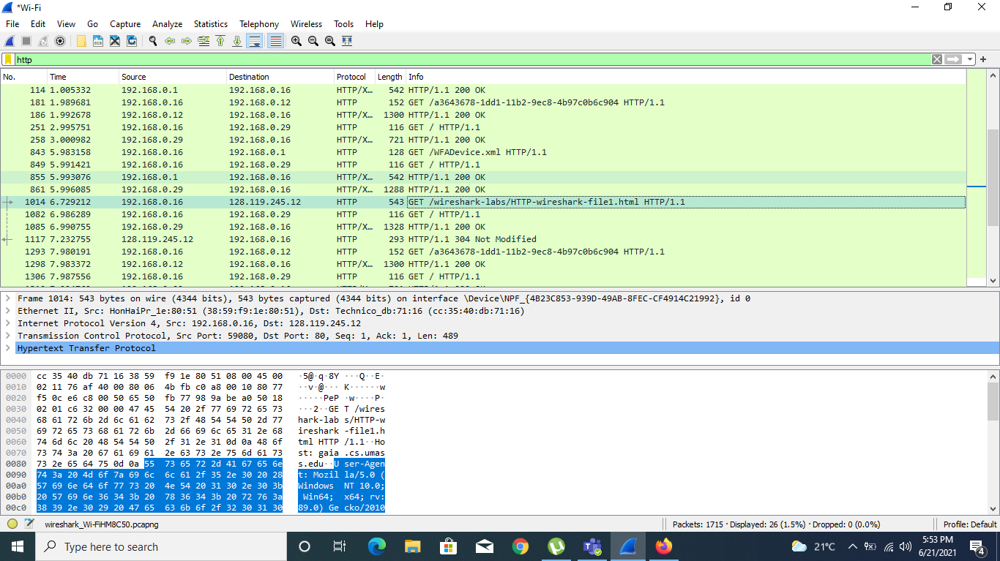 *Wi-Fi
File Edit View Go Capture Analyze Statistics Telephony Wireless Tools Help
http
No. Time Source Destination Protocol Length Info
114 1.005332 192.168.0.1 192.168.0.16 HTTP/X… 542 HTTP/1.1 200 OK
181 1.989681 192.168.0.16 192.168.0.12 HTTP 152 GET /a3643678-1dd1-11b2-9ec8-4b97c0b6c904 HTTP/1.1
186 1.992678 192.168.0.12 192.168.0.16 HTTP/X… 1300 HTTP/1.1 200 OK
251 2.995751 192.168.0.16 192.168.0.29 HTTP 116 GET / HTTP/1.1
258 3.000982 192.168.0.29 192.168.0.16 HTTP/X… 721 HTTP/1.1 200 OK
843 5.983158 192.168.0.16 192.168.0.1 HTTP 128 GET /WFADevice.xml HTTP/1.1
849 5.991421 192.168.0.16 192.168.0.29 HTTP 116 GET / HTTP/1.1
855 5.993076 192.168.0.1 192.168.0.16 HTTP/X… 542 HTTP/1.1 200 OK
861 5.996085 192.168.0.29 192.168.0.16 HTTP/X… 1288 HTTP/1.1 200 OK
1014 6.729212 192.168.0.16 128.119.245.12 HTTP 543 GET /wireshark-labs/HTTP-wireshark-file1.html HTTP/1.1
1082 6.986289 192.168.0.16 192.168.0.29 HTTP 116 GET / HTTP/1.1
1085 6.990755 192.168.0.29 192.168.0.16 HTTP/X… 1328 HTTP/1.1 200 OK
1117 7.232755 128.119.245.12 192.168.0.16 HTTP 293 HTTP/1.1 304 Not Modified
1293 7.980191 192.168.0.16 192.168.0.12 HTTP 152 GET /a3643678-1dd1-11b2-9ec8-4b97c0b6c904 HTTP/1.1
1298 7.983372 192.168.0.12 192.168.0.16 HTTP/X… 1300 HTTP/1.1 200 OK
1306 7.987556 192.168.0.16 192.168.0.29 HTTP 116 GET / HTTP/1.1
Frame 1014: 543 bytes on wire (4344 bits), 543 bytes captured (4344 bits) on interface \Device\NPF_{4B23C853-939D-49AB-8FEC-CF4914C21992}, id 0
Ethernet II, Src: HonHaiPr_1e:80:51 (38:59:f9:1e:80:51), Dst: Technico_db:71:16 (cc:35:40:db:71:16)
Internet Protocol Version 4, Src: 192.168.0.16, Dst: 128.119.245.12
Transmission Control Protocol, Src Port: 59080, Dst Port: 80, Seq: 1, Ack: 1, Len: 489
Hypertext Transfer Protocol
0000 cc 35 40 db 71 16 38 59 f9 1e 80 51 08 00 45 00 ·5@·q·8Y ···Q··E·
0010 02 11 76 af 40 00 80 06 4b fb c0 a8 00 10 80 77 ··v·@··· K······w
0020 f5 0c e6 c8 00 50 65 50 fb 77 98 9a be a0 50 18 ·····PeP ·w····P·
0030 02 01 c6 32 00 00 47 45 54 20 2f 77 69 72 65 73 ···2··GE T /wires
0040 68 61 72 6b 2d 6c 61 62 73 2f 48 54 54 50 2d 77 hark-lab s/HTTP-w
0050 69 72 65 73 68 61 72 6b 2d 66 69 6c 65 31 2e 68 ireshark -file1.h
0060 74 6d 6c 20 48 54 54 50 2f 31 2e 31 0d 0a 48 6f tml HTTP /1.1··Ho
0070 73 74 3a 20 67 61 69 61 2e 63 73 2e 75 6d 61 73 st: gaia .cs.umas
0080 73 2e 65 64 75 0d 0a 55 73 65 72 2d 41 67 65 6e s.edu··U ser-Agen
0090 74 3a 20 4d 6f 7a 69 6c 6c 61 2f 35 2e 30 20 28 t: Mozil la/5.0 (
00a0 57 69 6e 64 6f 77 73 20 4e 54 20 31 30 2e 30 3b Windows  NT 10.0;
00b0 20 57 69 6e 36 34 3b 20 78 36 34 3b 20 72 76 3a  Win64;  x64; rv:
00c0 38 39 2e 30 29 20 47 65 63 6b 6f 2f 32 30 31 30 89.0) Ge cko/2010
wireshark_Wi-FiHM8C50.pcapng Packets: 1715 · Displayed: 26 (1.5%) · Dropped: 0 (0.0%) Profile: Default
Type here to search 21°C 5:53 PM
6/21/2021 4